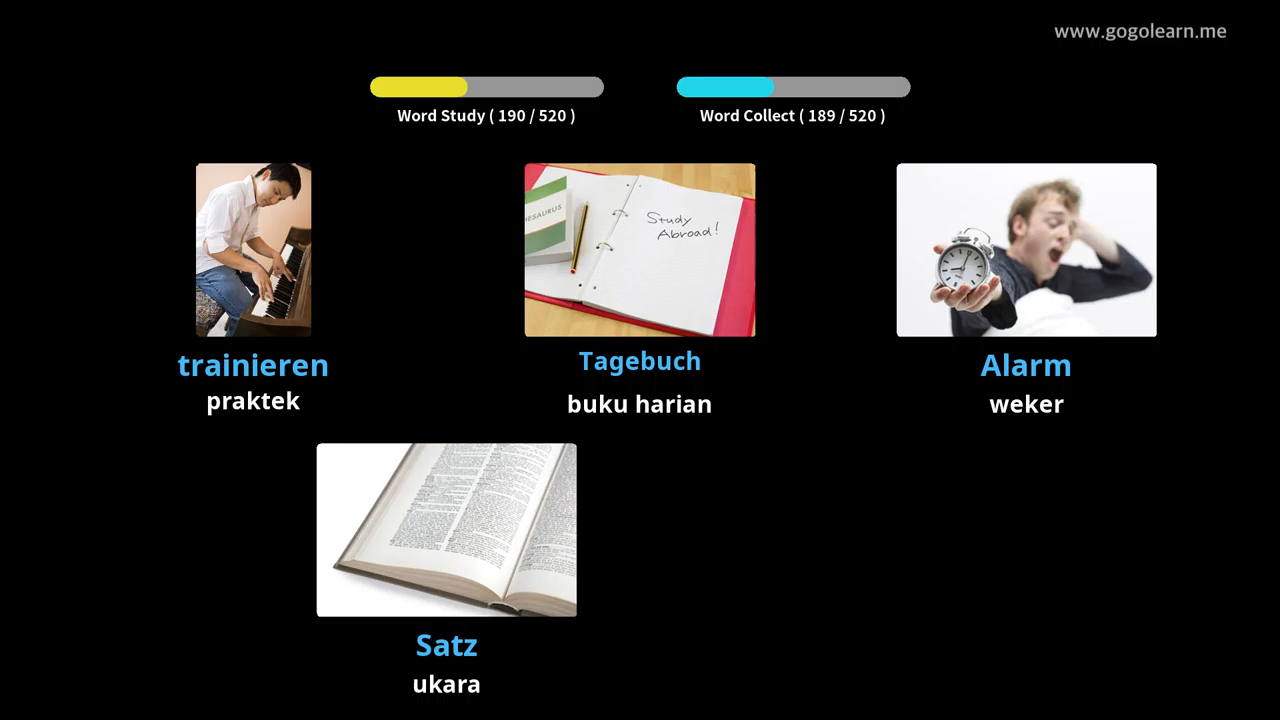 www.gogolearn.me
Word Study ( 190 / 520 )
Word Collect ( 189 / 520 )
THESAURUS
Study
Abroad!
trainieren
praktek
Tagebuch
buku harian
Alarm
weker
Satz
ukara